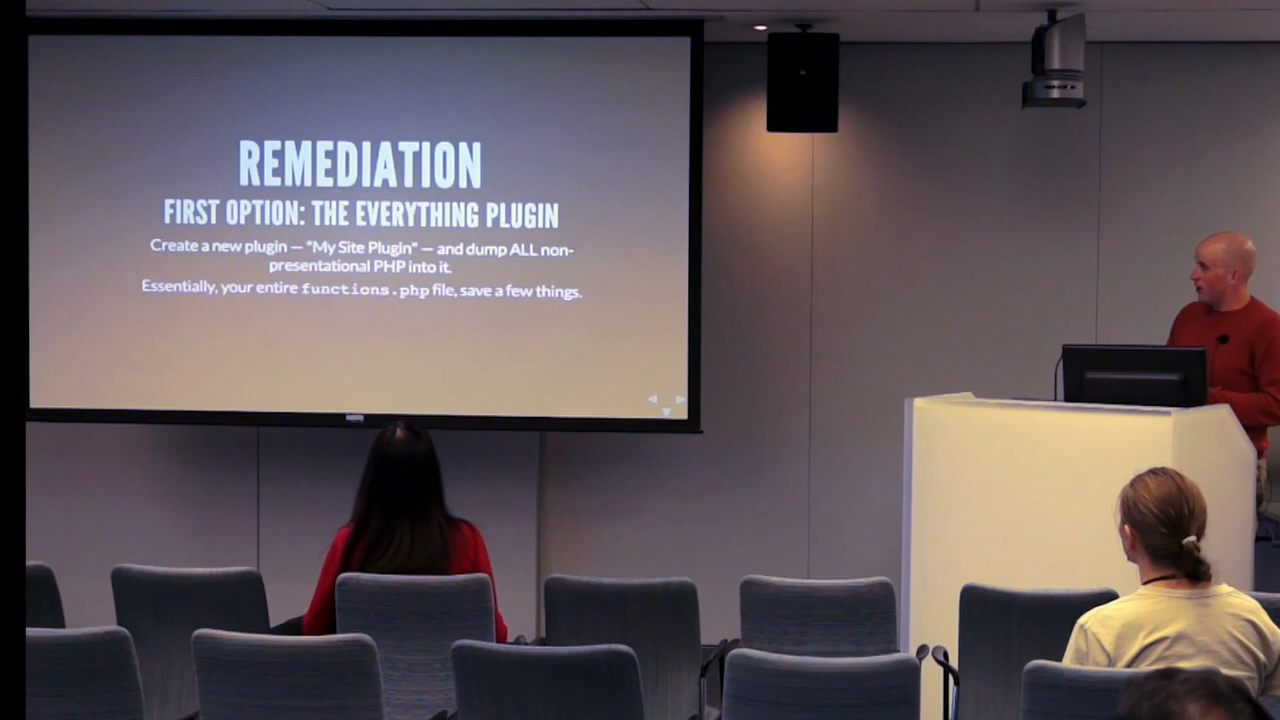 REMEDIATION
FIRST OPTION: THE EVERYTHING PLUGIN
Create a new plugin — "My Site Plugin" — and dump ALL non-
presentational PHP into it.
Essentially, your entire functions.php file, save a few things.